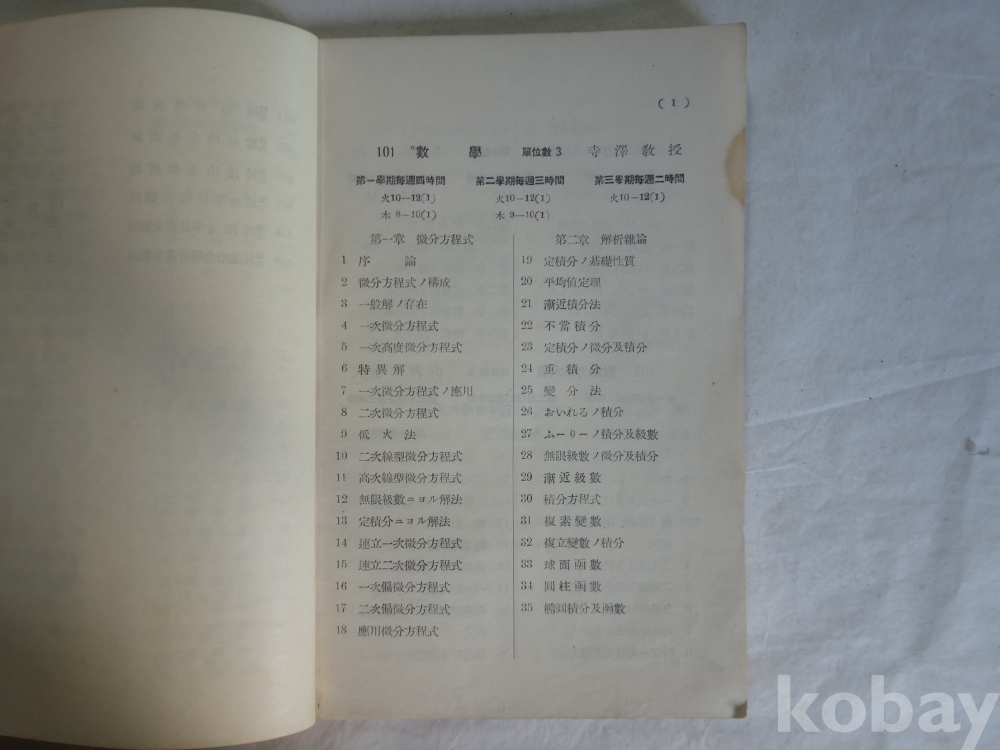 ( 1 )
101 数 學 單位數 3 寺 澤 教 授
第一學期每週四時間 第二學期每週三時間 第三學期每週二時間
火10—12(1) 火10—12(1) 火10—12(1)
木 8—10(1) 木 9—10(1)
第一章 微分方程式
1 序 論
2 微分方程式ノ構成
3 一般解ノ存在
4 一次微分方程式
5 一次高度微分方程式
6 特異解
7 一次微分方程式ノ應用
8 二次微分方程式
9 低火法
10 二次線型微分方程式
11 高次線型微分方程式
12 無限級數ニヨル解法
13 定積分ニヨル解法
14 連立一次微分方程式
15 連立二次微分方程式
16 一次偏微分方程式
17 二次偏微分方程式
18 應用微分方程式
第二章 解析雜論
19 定積分ノ基礎性質
20 平均値定理
21 漸近積分法
22 不當積分
23 定積分ノ微分及積分
24 重積分
25 變分法
26 おいれるノ積分
27 ふーりーノ積分及級數
28 無限級數ノ微分及積分
29 漸近級數
30 積分方程式
31 複素變數
32 複立變數ノ積分
33 球面函數
34 圓柱函數
35 橢圓積分及函數
kobay